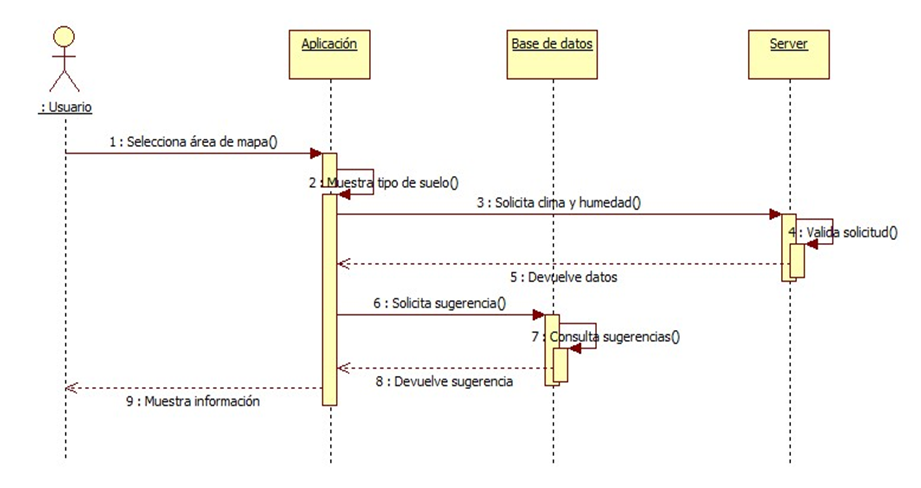 Aplicación
Base de datos
Server
: Usuario
1 : Selecciona área de mapa()
2 : Muestra tipo de suelo()
3 : Solicita clima y humedad()
4 : Valida solicitud()
5 : Devuelve datos
6 : Solicita sugerencia()
7 : Consulta sugerencias()
8 : Devuelve sugerencia
9 : Muestra información